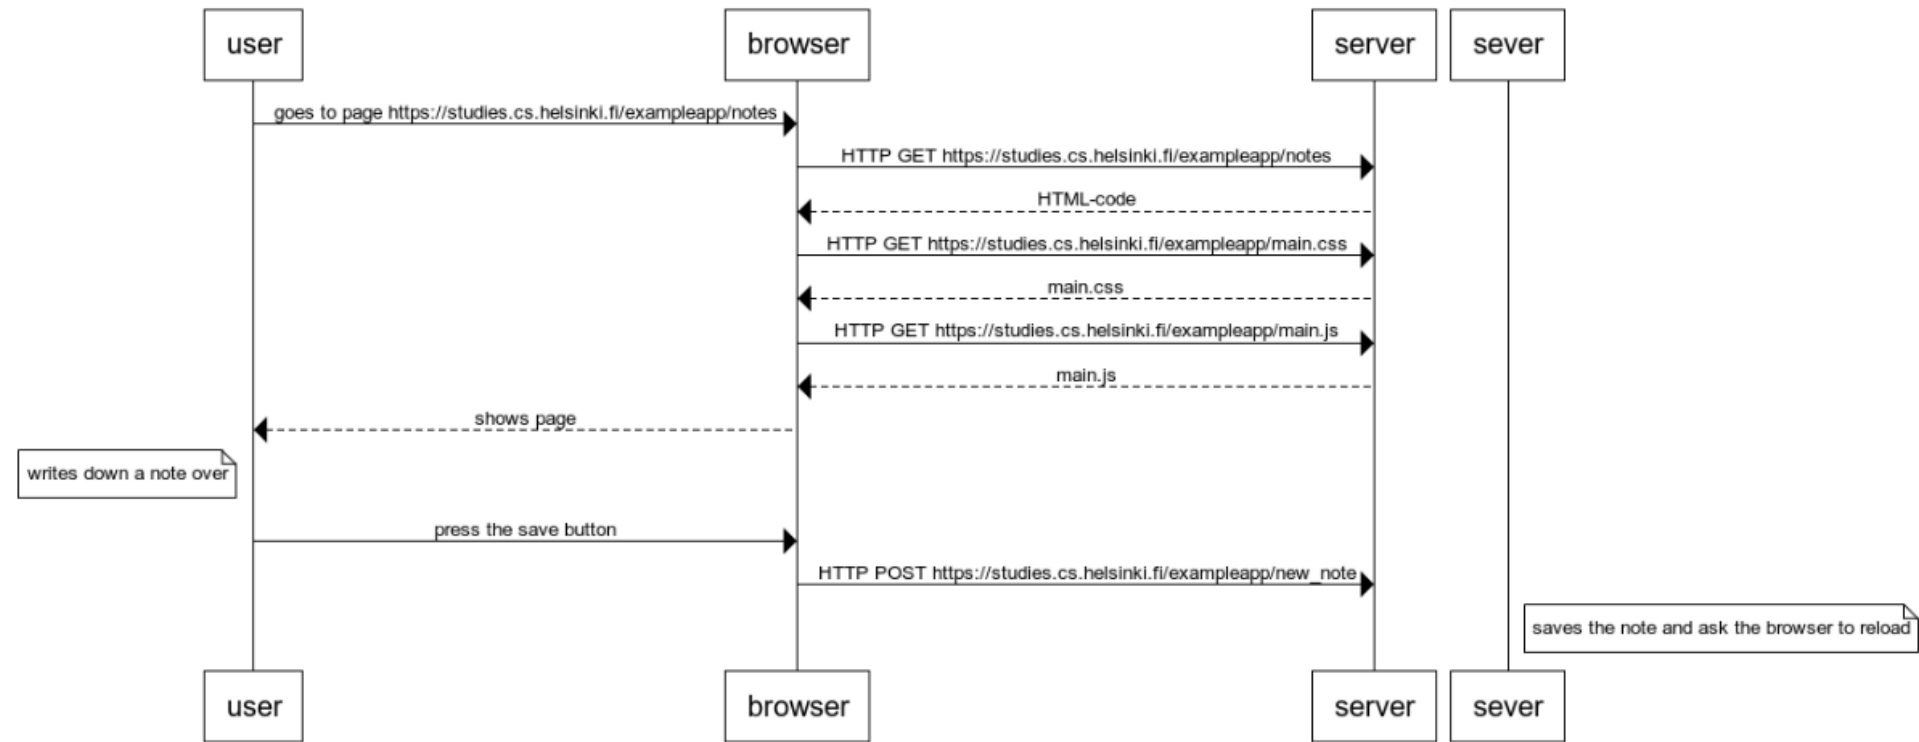 user
browser
server
sever
goes to page https://studies.cs.helsinki.fi/exampleapp/notes
HTTP GET https://studies.cs.helsinki.fi/exampleapp/notes
HTML-code
HTTP GET https://studies.cs.helsinki.fi/exampleapp/main.css
main.css
HTTP GET https://studies.cs.helsinki.fi/exampleapp/main.js
main.js
shows page
writes down a note over
press the save button
HTTP POST https://studies.cs.helsinki.fi/exampleapp/new_note
saves the note and ask the browser to reload
user
browser
server
sever